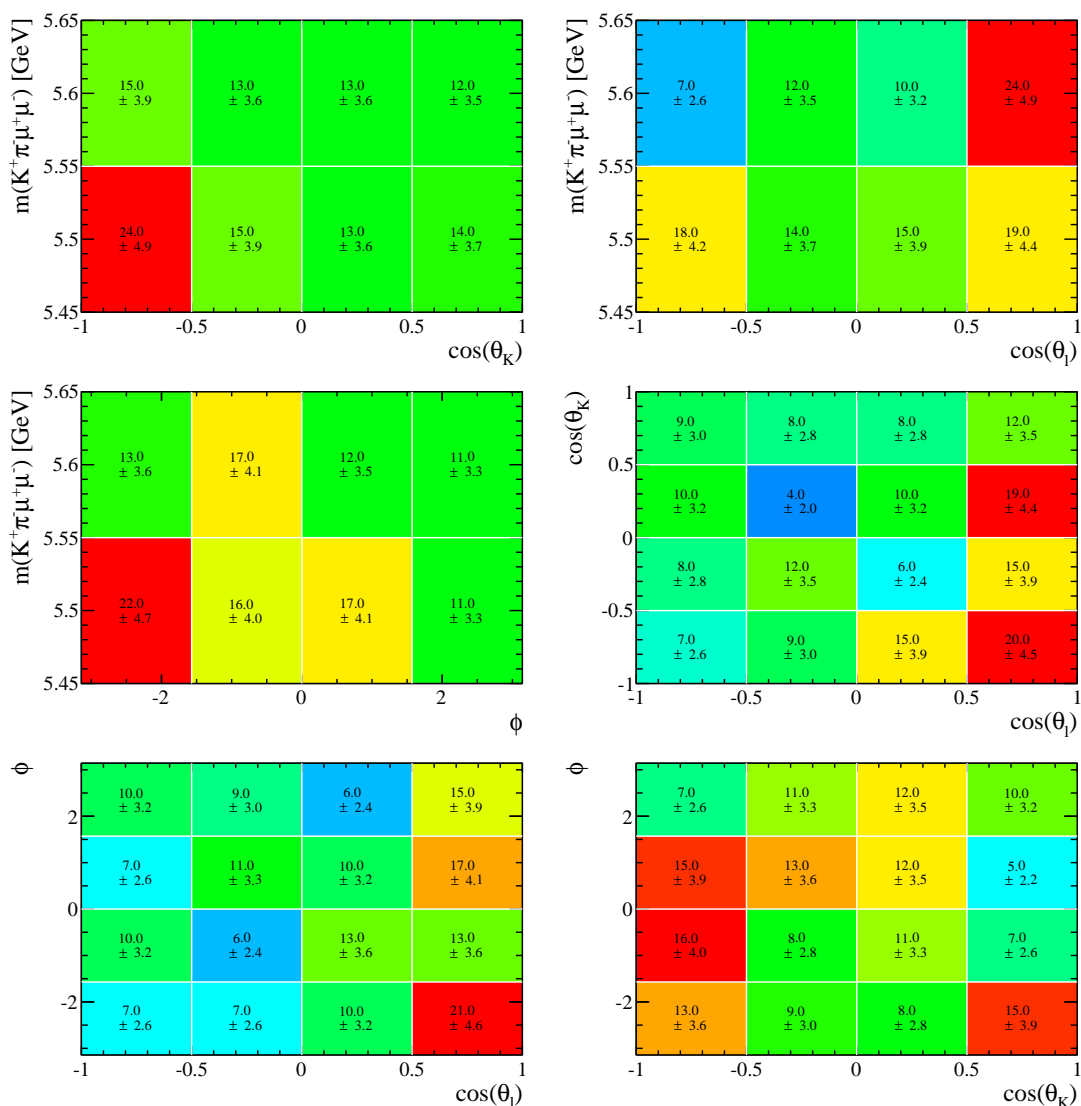 m(K⁺π⁻μ⁺μ⁻) [GeV]
5.65
5.6
5.55
5.5
5.45
15.0 13.0 13.0 12.0
± 3.9 ± 3.6 ± 3.6 ± 3.5
24.0 15.0 13.0 14.0
± 4.9 ± 3.9 ± 3.6 ± 3.7
-1 -0.5 0 0.5 1
cos(θ_K)
m(K⁺π⁻μ⁺μ⁻) [GeV]
5.65
5.6
5.55
5.5
5.45
7.0 12.0 10.0 24.0
± 2.6 ± 3.5 ± 3.2 ± 4.9
18.0 14.0 15.0 19.0
± 4.2 ± 3.7 ± 3.9 ± 4.4
-1 -0.5 0 0.5 1
cos(θ_l)
m(K⁺π⁻μ⁺μ⁻) [GeV]
5.65
5.6
5.55
5.5
5.45
13.0 17.0 12.0 11.0
± 3.6 ± 4.1 ± 3.5 ± 3.3
22.0 16.0 17.0 11.0
± 4.7 ± 4.0 ± 4.1 ± 3.3
-2 0 2
ϕ
cos(θ_K)
1
0.5
0
-0.5
-1
9.0 8.0 8.0 12.0
± 3.0 ± 2.8 ± 2.8 ± 3.5
10.0 4.0 10.0 19.0
± 3.2 ± 2.0 ± 3.2 ± 4.4
8.0 12.0 6.0 15.0
± 2.8 ± 3.5 ± 2.4 ± 3.9
7.0 9.0 15.0 20.0
± 2.6 ± 3.0 ± 3.9 ± 4.5
-1 -0.5 0 0.5 1
cos(θ_l)
ϕ
2
0
-2
10.0 9.0 6.0 15.0
± 3.2 ± 3.0 ± 2.4 ± 3.9
7.0 11.0 10.0 17.0
± 2.6 ± 3.3 ± 3.2 ± 4.1
10.0 6.0 13.0 13.0
± 3.2 ± 2.4 ± 3.6 ± 3.6
7.0 7.0 10.0 21.0
± 2.6 ± 2.6 ± 3.2 ± 4.6
-1 -0.5 0 0.5 1
cos(θ_l)
ϕ
2
0
-2
7.0 11.0 12.0 10.0
± 2.6 ± 3.3 ± 3.5 ± 3.2
15.0 13.0 12.0 5.0
± 3.9 ± 3.6 ± 3.5 ± 2.2
16.0 8.0 11.0 7.0
± 4.0 ± 2.8 ± 3.3 ± 2.6
13.0 9.0 8.0 15.0
± 3.6 ± 3.0 ± 2.8 ± 3.9
-1 -0.5 0 0.5 1
cos(θ_K)